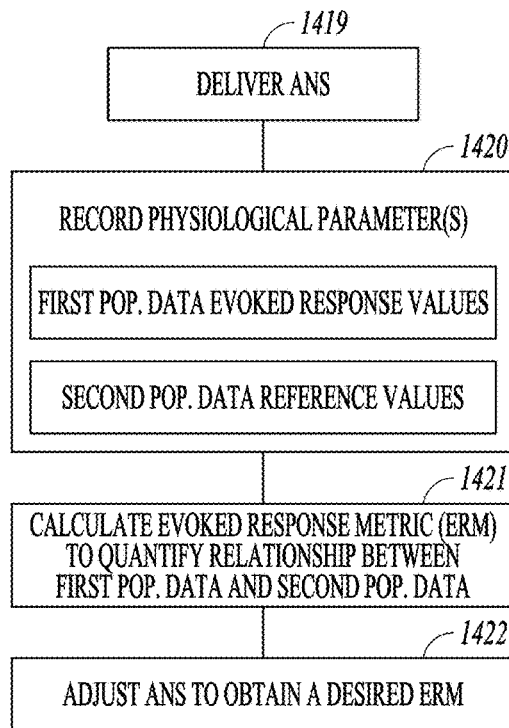 1419
DELIVER ANS
1420
RECORD PHYSIOLOGICAL PARAMETER(S)
FIRST POP. DATA EVOKED RESPONSE VALUES
SECOND POP. DATA REFERENCE VALUES
1421
CALCULATE EVOKED RESPONSE METRIC (ERM)
TO QUANTIFY RELATIONSHIP BETWEEN
FIRST POP. DATA AND SECOND POP. DATA
1422
ADJUST ANS TO OBTAIN A DESIRED ERM